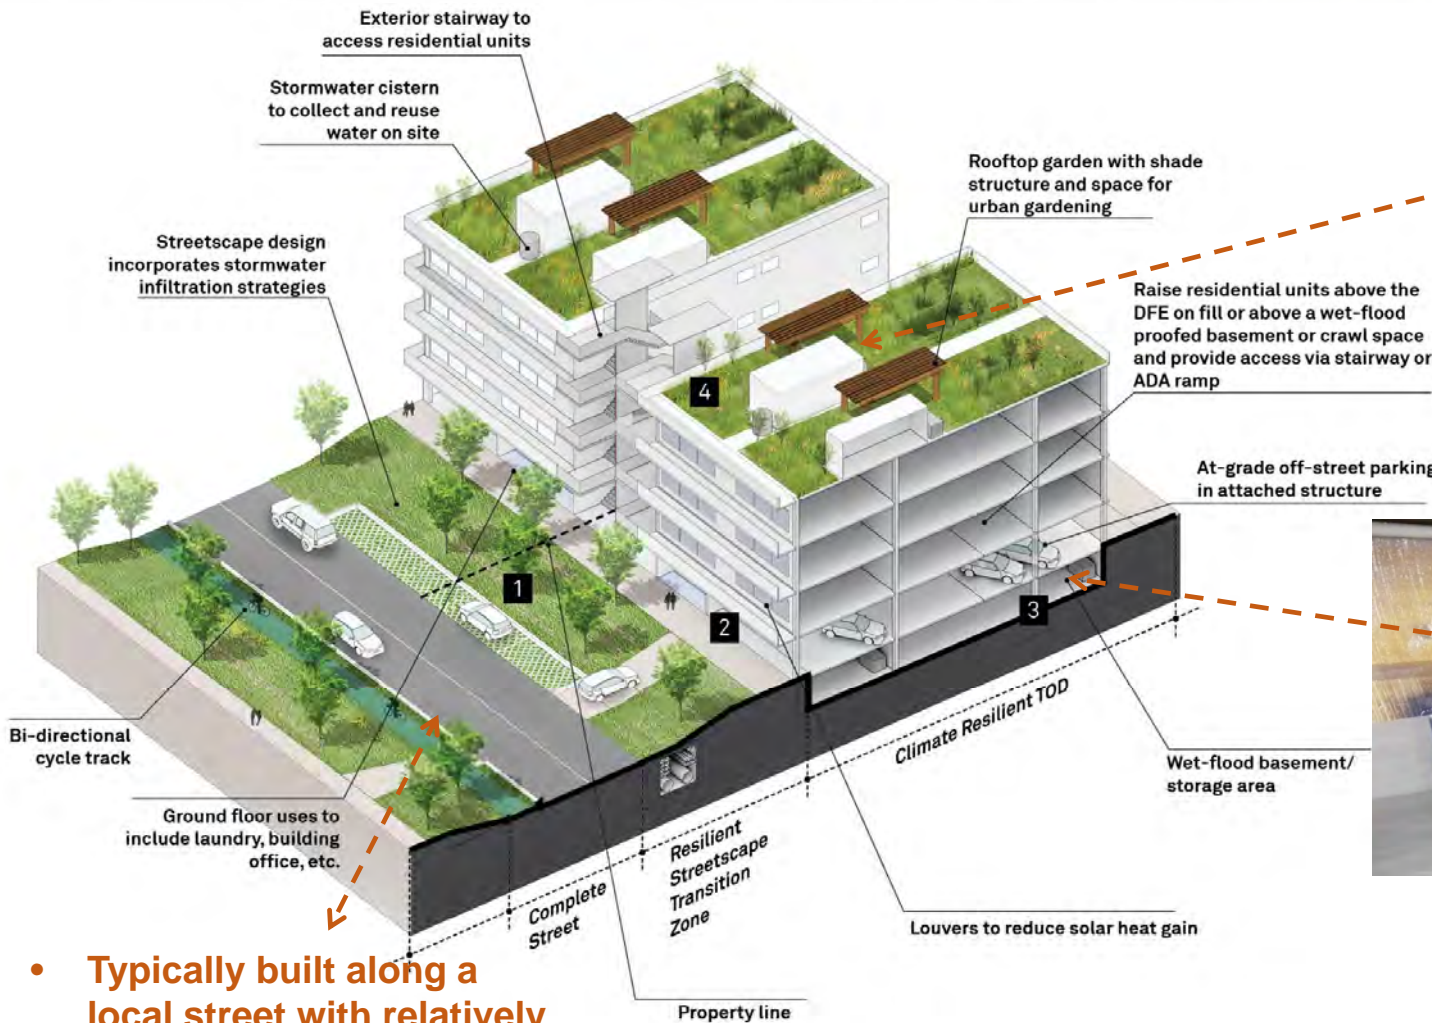 Exterior stairway to
access residential units
Stormwater cistern
to collect and reuse
water on site
Streetscape design
incorporates stormwater
infiltration strategies
Rooftop garden with shade
structure and space for
urban gardening
Raise residential units above the
DFE on fill or above a wet-flood
proofed basement or crawl space
and provide access via stairway or
ADA ramp
At-grade off-street parking
in attached structure
4
1
2
3
Bi-directional
cycle track
Ground floor uses to
include laundry, building
office, etc.
Climate Resilient TOD
Wet-flood basement/
storage area
Resilient
Streetscape
Transition
Zone
Complete
Street
Louvers to reduce solar heat gain
Property line
• Typically built along a
local street with relatively